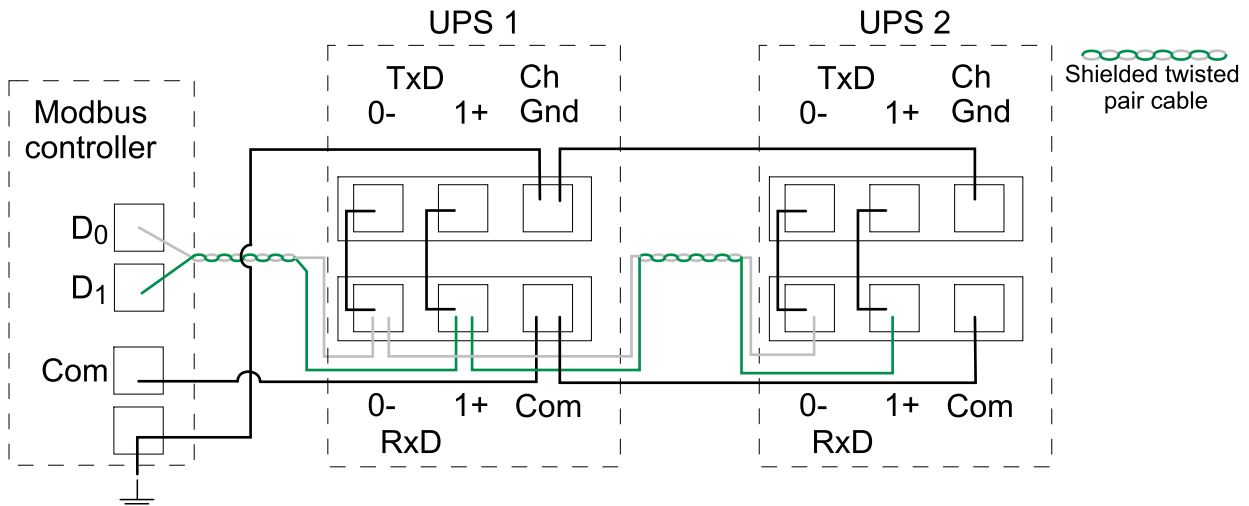 UPS 1
UPS 2
Shielded twisted
pair cable
Modbus
controller
D0
D1
Com
TxD
Ch
0-
1+
Gnd
0-
1+
Com
RxD
TxD
Ch
0-
1+
Gnd
0-
1+
Com
RxD